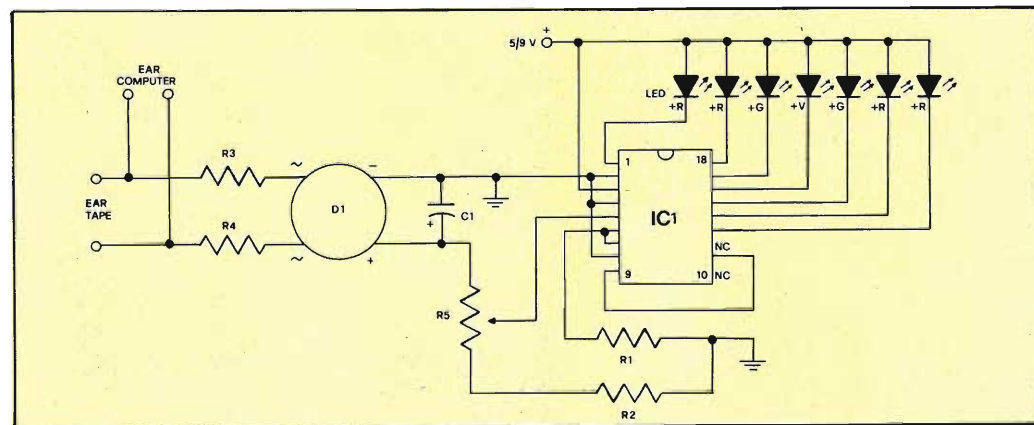 5/9 V +
EAR
COMPUTER
LED +R +R +G +V +G +R +R
R3 ~ −
1 18
EAR
TAPE
D1 C1 + IC1
R4 ~ +
NC
9 10 NC
R5
R1
R2